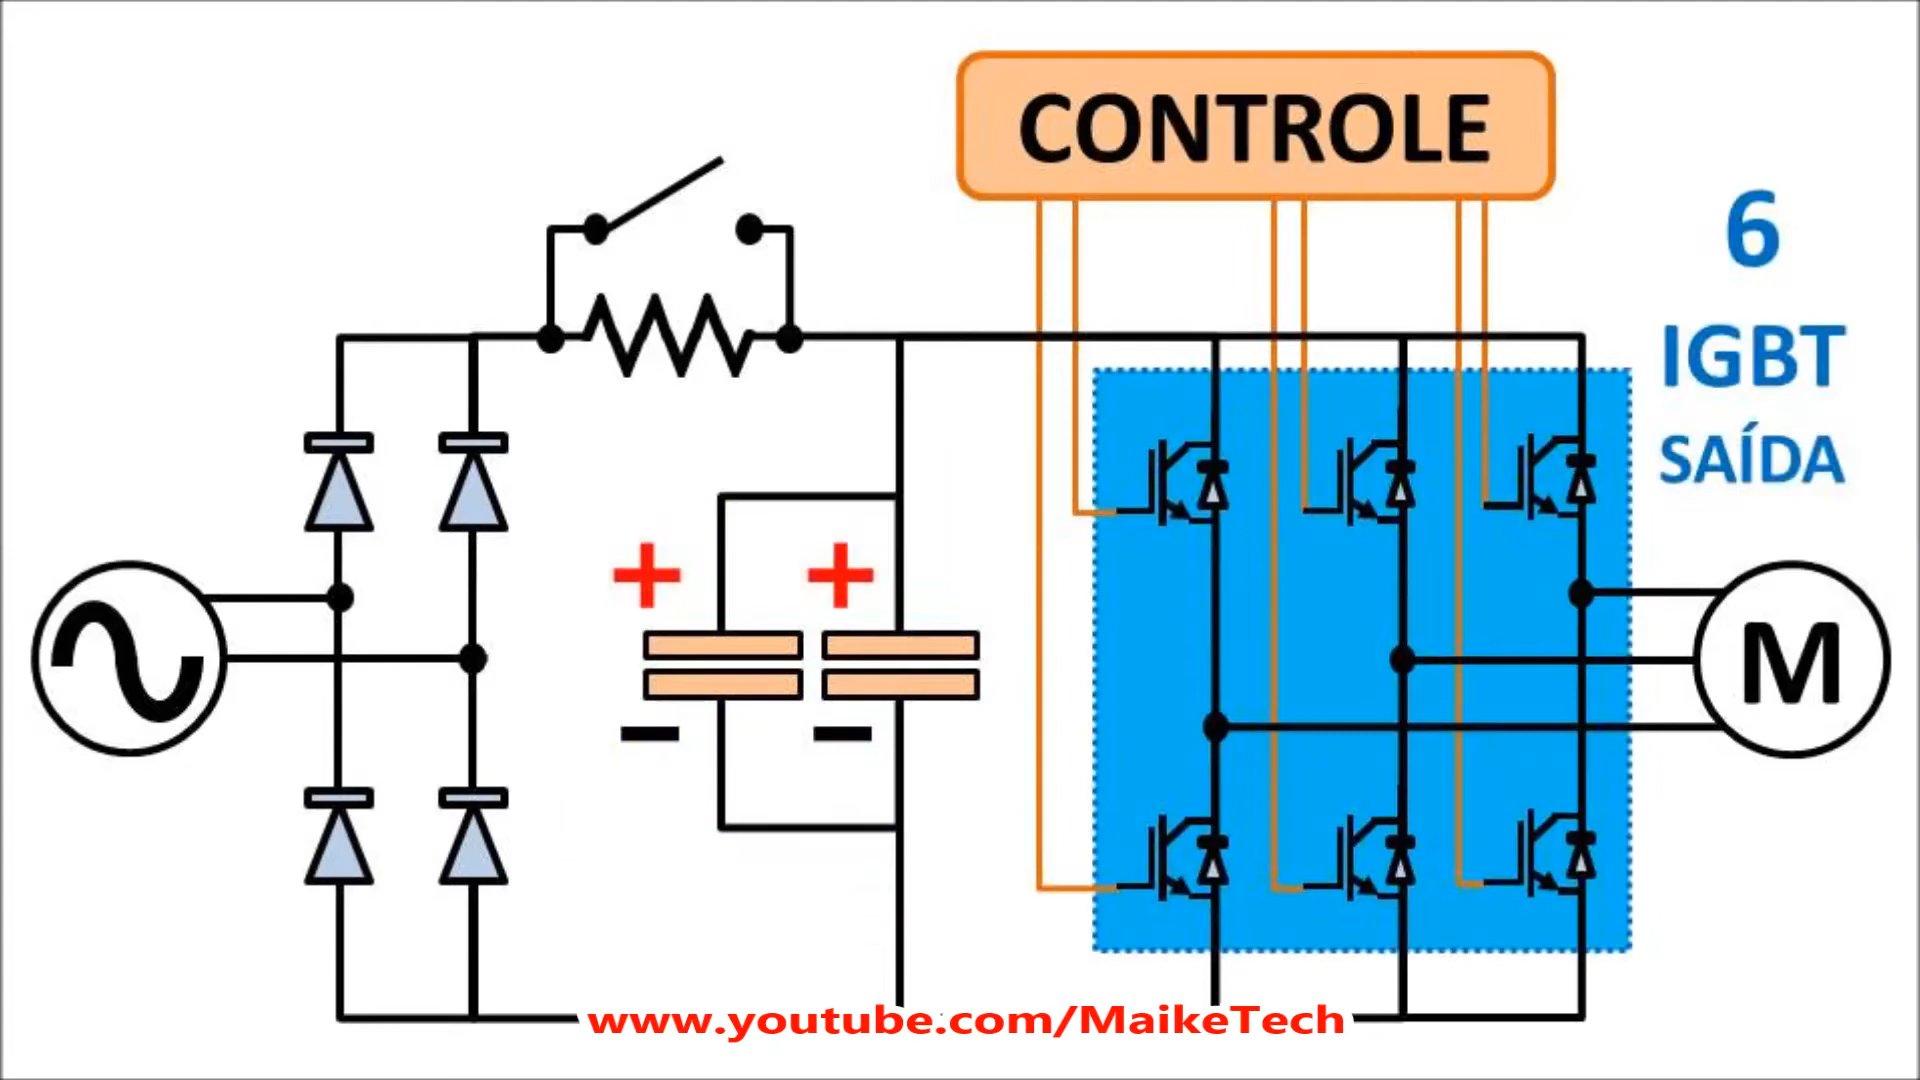 CONTROLE
6
IGBT
SAÍDA
+
+
-
-
M
www.youtube.com/MaikeTech